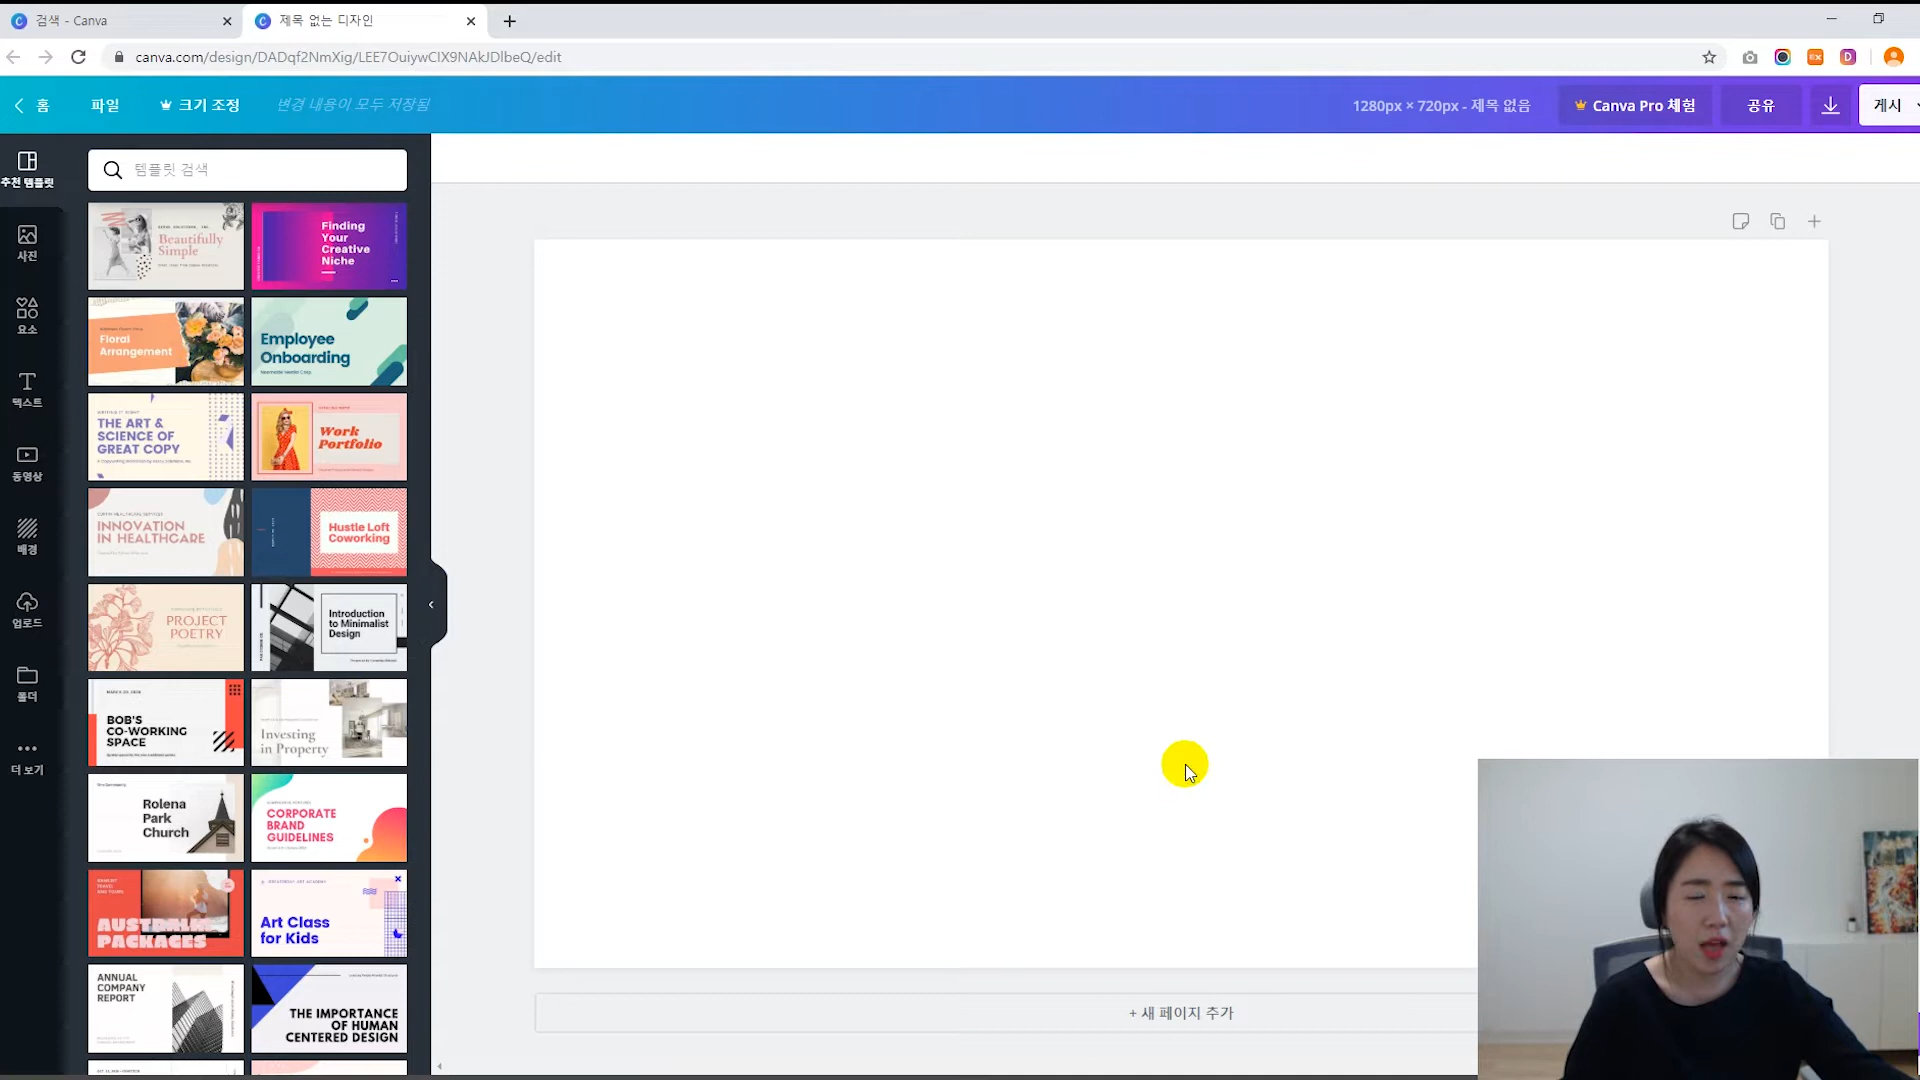 검색 - Canva
제목 없는 디자인
canva.com/design/DADqf2NmXig/LEE7OuiywCIX9NAkJDlbeQ/edit
홈
파일
크기 조정
변경 내용이 모두 저장됨
1280px × 720px - 제목 없음
Canva Pro 체험
공유
게시
추천 템플릿
사진
요소
텍스트
동영상
배경
업로드
폴더
더 보기
템플릿 검색
Beautifully
Simple
Finding
Your
Creative
Niche
Floral
Arrangement
Employee
Onboarding
THE ART &
SCIENCE OF
GREAT COPY
Work
Portfolio
INNOVATION
IN HEALTHCARE
Hustle Loft
Coworking
PROJECT
POETRY
Introduction
to Minimalist
Design
BOB'S
CO-WORKING
SPACE
Investing
in Property
Rolena
Park
Church
CORPORATE
BRAND
GUIDELINES
AUSTRALIA
PACKAGES
Art Class
for Kids
ANNUAL
COMPANY
REPORT
THE IMPORTANCE
OF HUMAN
CENTERED DESIGN
+ 새 페이지 추가